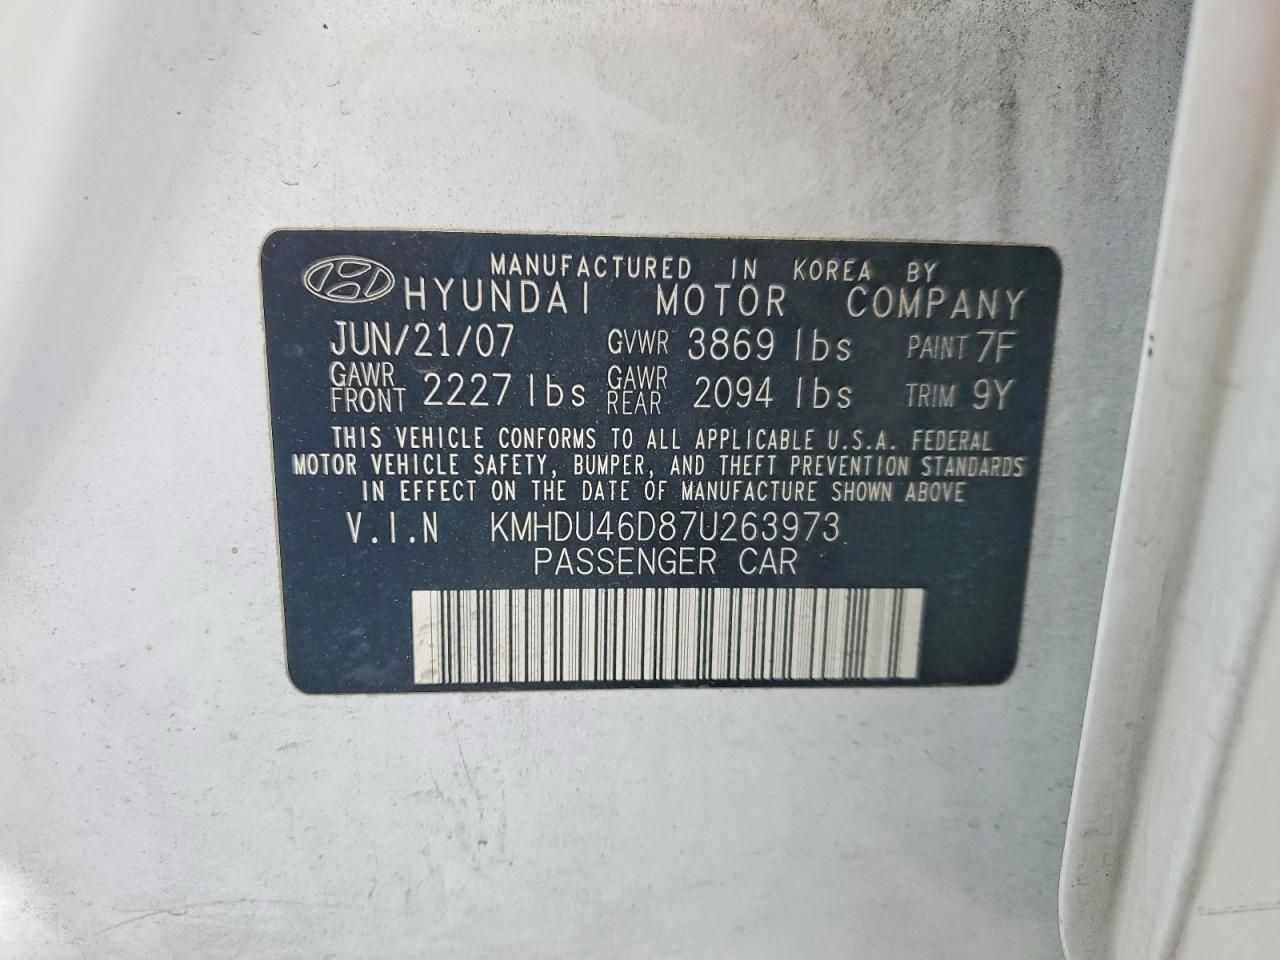 MANUFACTURED IN KOREA BY
HYUNDAI MOTOR COMPANY
JUN/21/07 GVWR 3869 lbs PAINT 7F
GAWR FRONT 2227 lbs GAWR REAR 2094 lbs TRIM 9Y
THIS VEHICLE CONFORMS TO ALL APPLICABLE U.S.A. FEDERAL
MOTOR VEHICLE SAFETY, BUMPER, AND THEFT PREVENTION STANDARDS
IN EFFECT ON THE DATE OF MANUFACTURE SHOWN ABOVE
V.I.N KMHDU46D87U263973
PASSENGER CAR